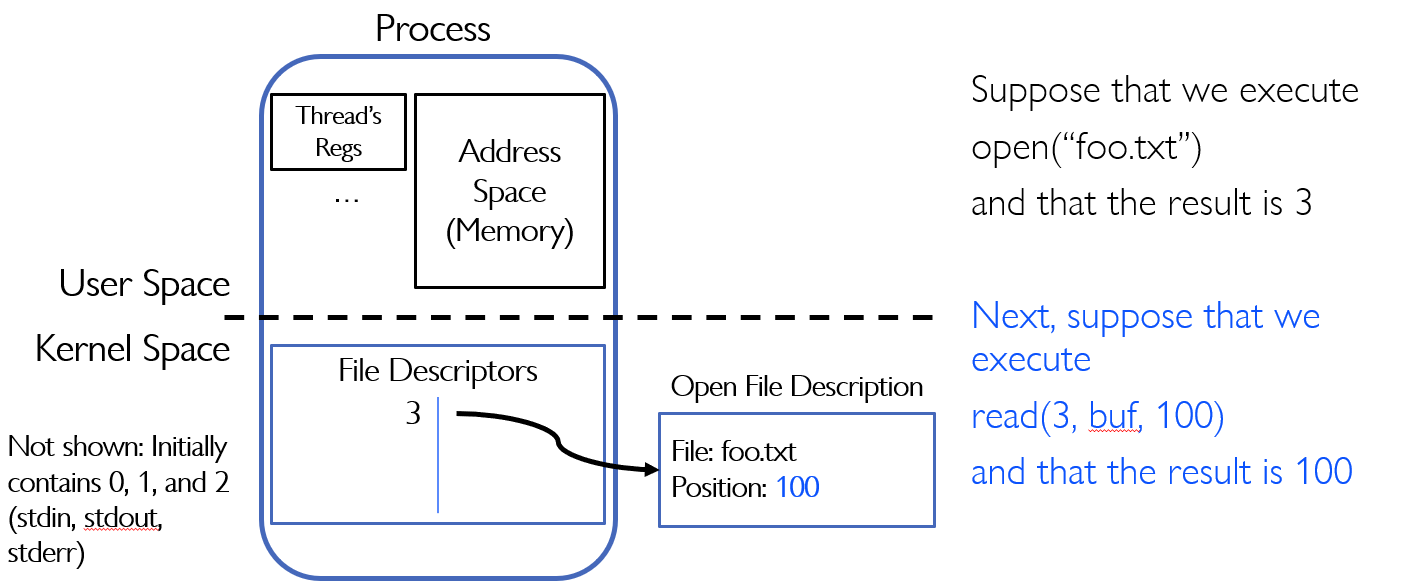 Process
Thread's
Regs
...
Address
Space
(Memory)
User Space
Kernel Space
File Descriptors
3
Not shown: Initially
contains 0, 1, and 2
(stdin, stdout,
stderr)
Open File Description
File: foo.txt
Position: 100
Suppose that we execute
open(“foo.txt”)
and that the result is 3
Next, suppose that we
execute
read(3, buf, 100)
and that the result is 100